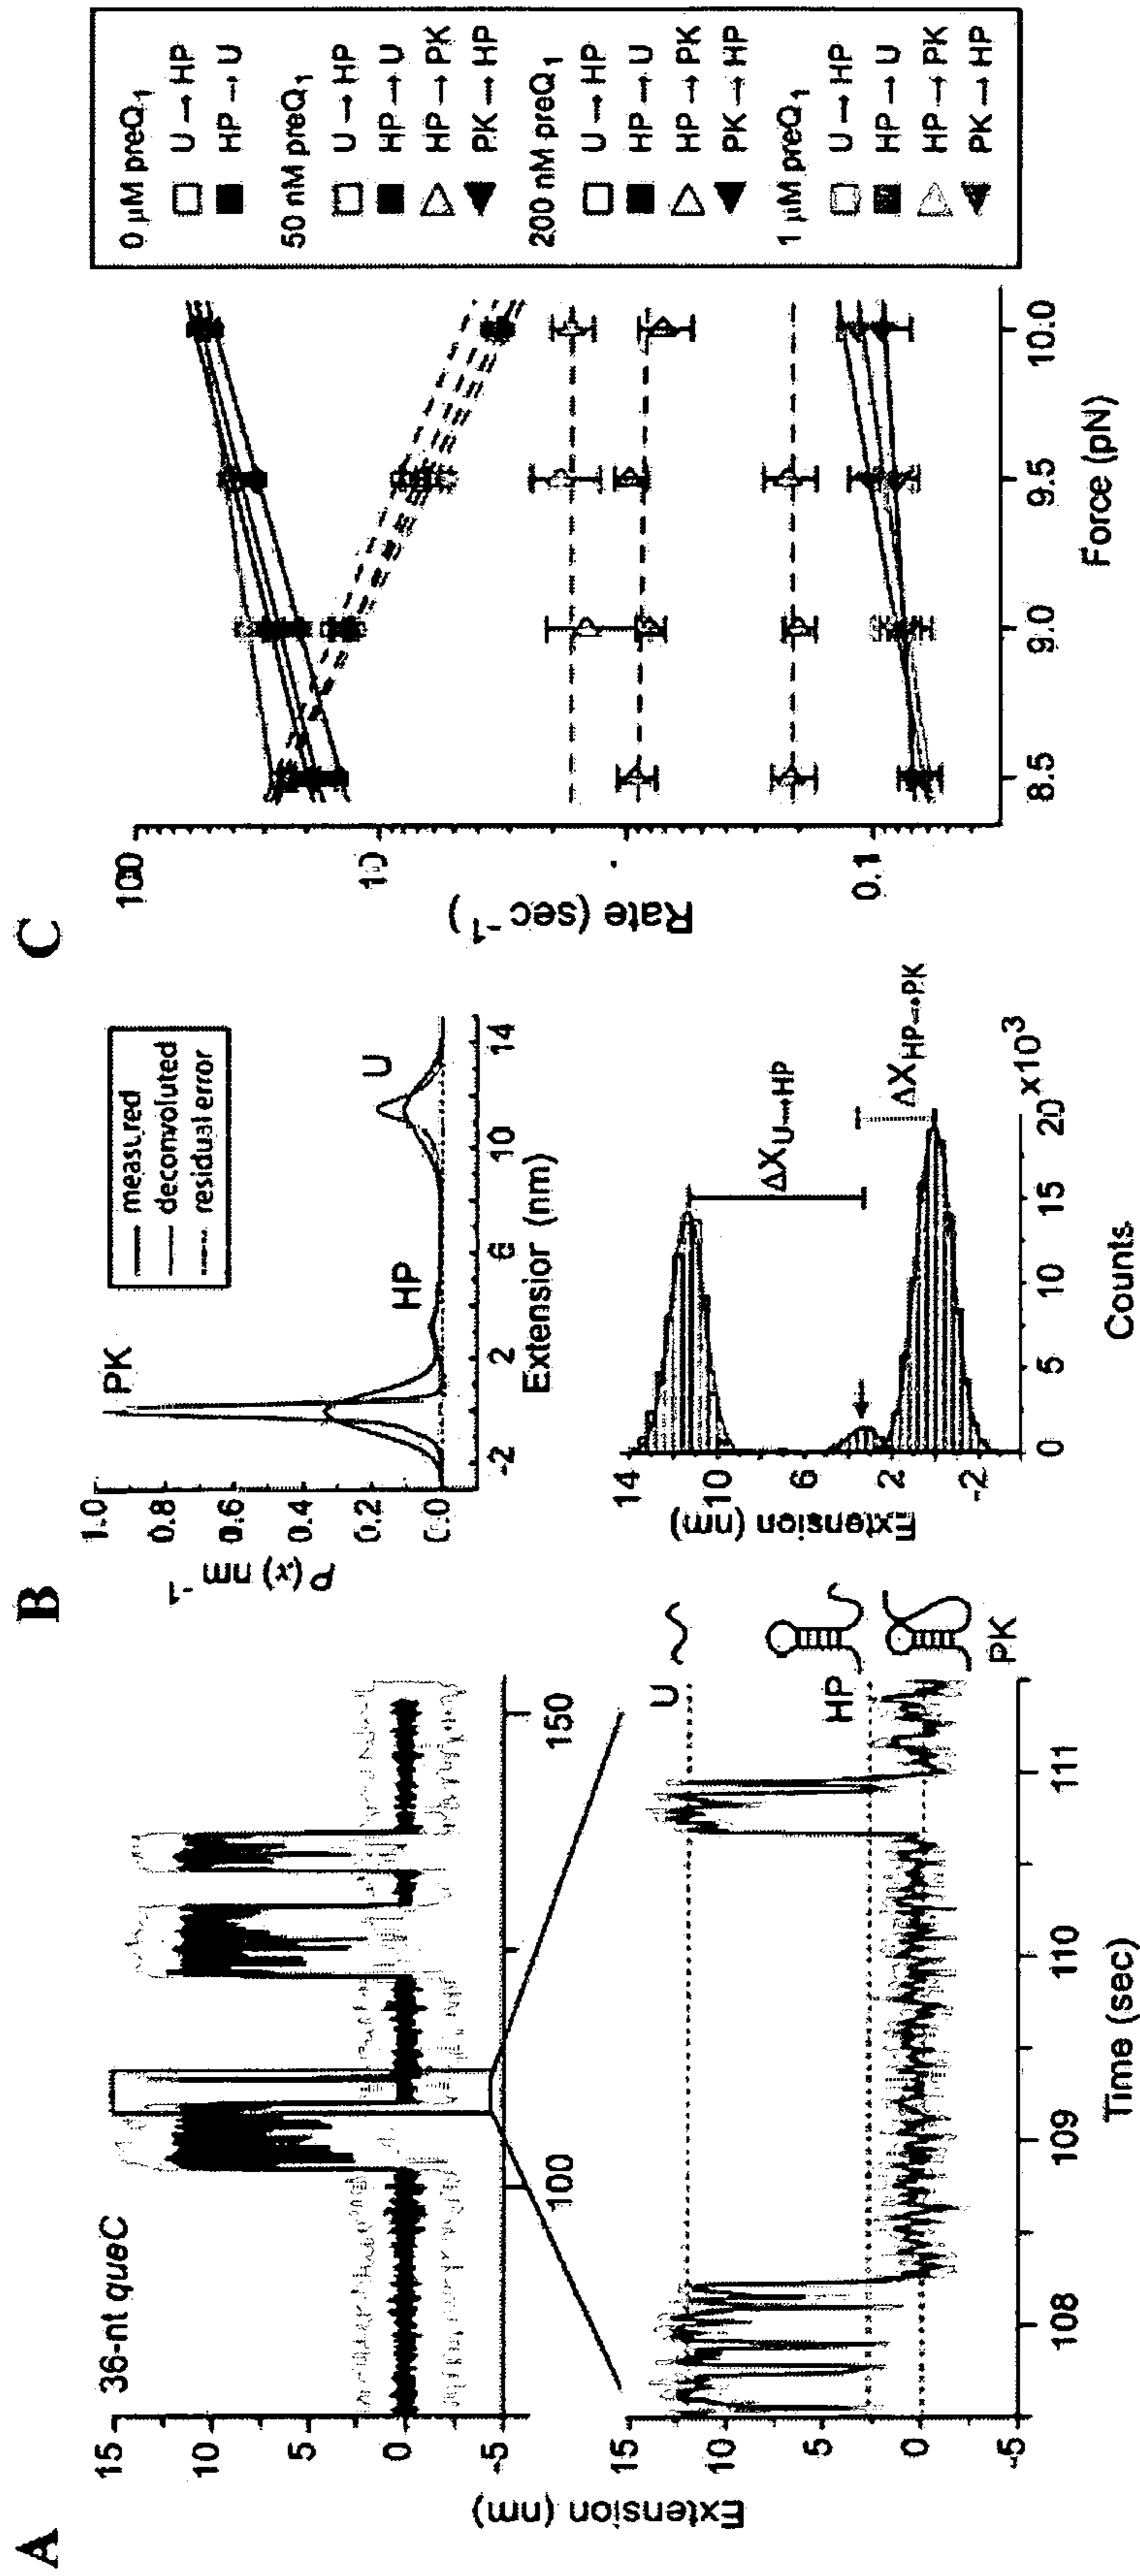 A
36-nt queC
15
10
5
0
-5
100
150
Extension (nm)
15
10
5
0
-5
U
HP
PK
108
109
110
111
Time (sec)
B
1.0
0.8
0.6
0.4
0.2
0.0
P(x) nm⁻¹
PK
HP
U
measured
deconvoluted
residual error
-2
2
6
10
14
Extension (nm)
14
10
6
2
-2
Extension (nm)
ΔX U→HP
ΔX HP→PK
0
5
10
15
20
x10³
Counts
C
100
10
0.1
Rate (sec⁻¹)
8.5
9.0
9.5
10.0
Force (pN)
0 µM preQ₁
U → HP
HP → U
50 nM preQ₁
U → HP
HP → U
HP → PK
PK → HP
200 nM preQ₁
U → HP
HP → U
HP → PK
PK → HP
1 µM preQ₁
U → HP
HP → U
HP → PK
PK → HP